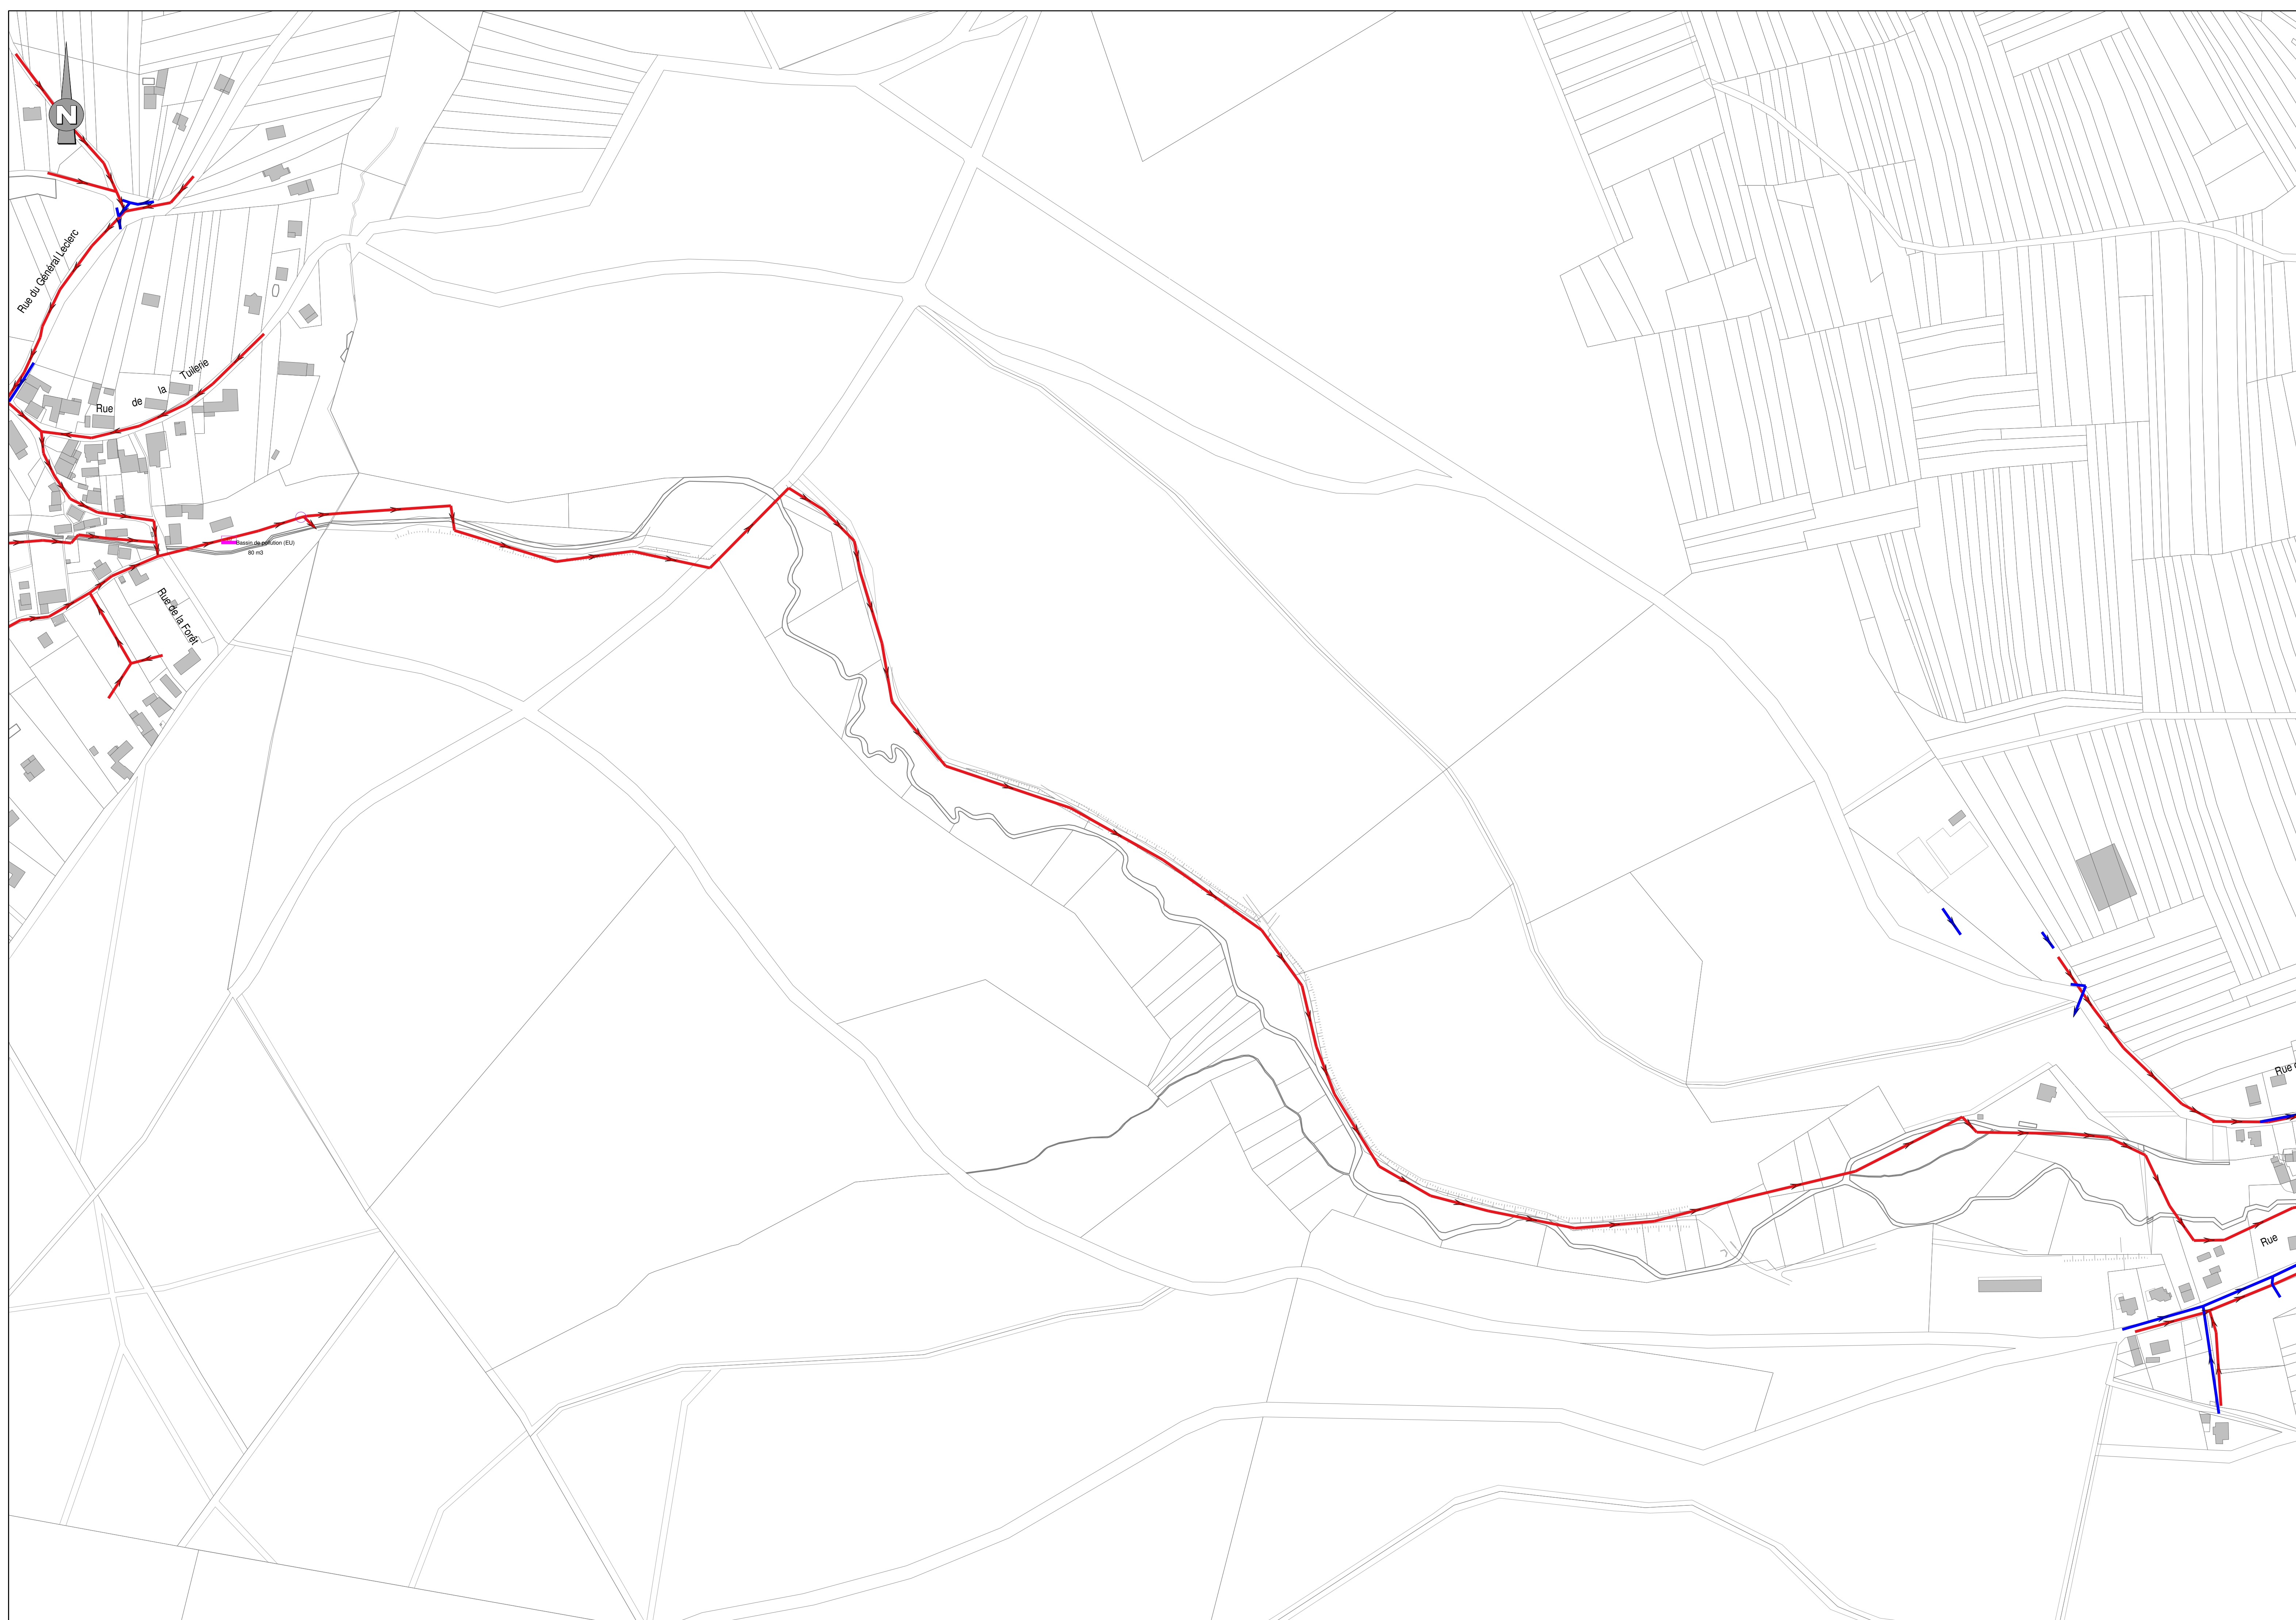 N
Rue du Général Leclerc
Rue de la Tuilerie
Bassin de pollution (EU)
80 m3
Rue de la Forêt
Rue
Rue